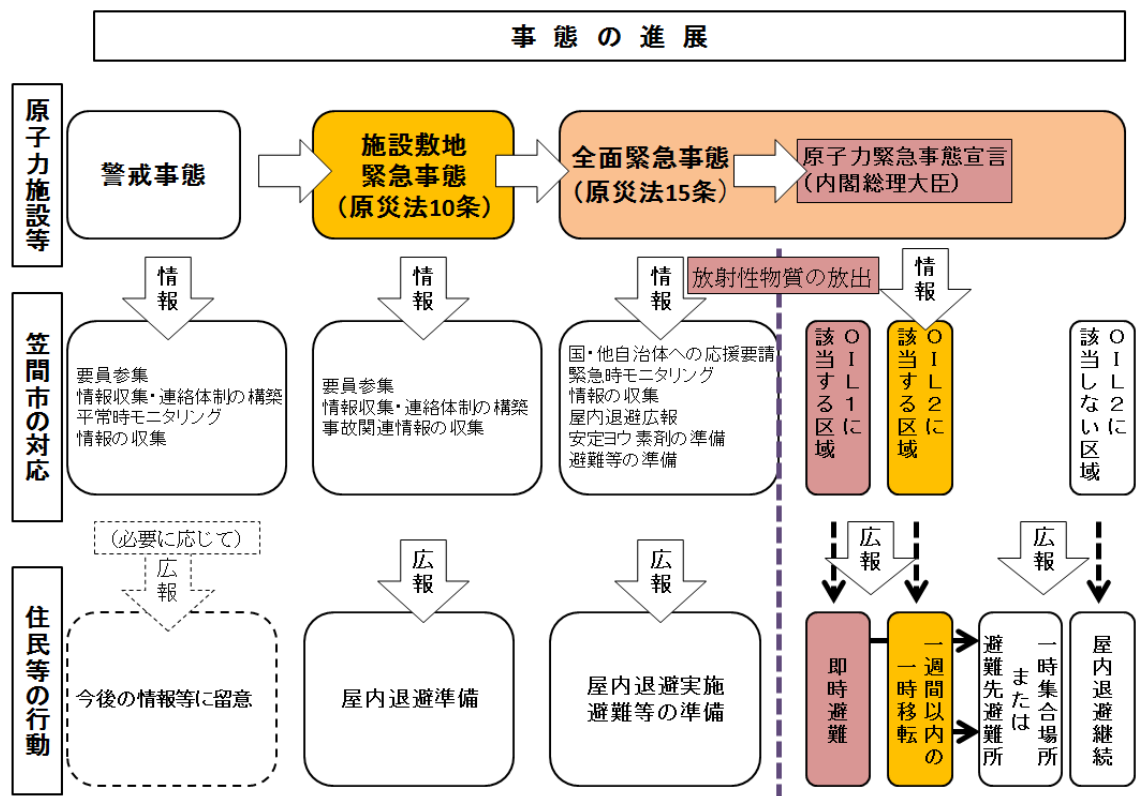 事態の進展
原子力施設等
警戒事態
施設敷地
緊急事態
（原災法10条）
全面緊急事態
（原災法15条）
原子力緊急事態宣言
（内閣総理大臣）
情報
情報
情報
放射性物質の放出
情報
笠間市の対応
要員参集
情報収集・連絡体制の構築
平常時モニタリング
情報の収集
要員参集
情報収集・連絡体制の構築
事故関連情報の収集
国・他自治体への応援要請
緊急時モニタリング
情報の収集
屋内退避広報
安定ヨウ素剤の準備
避難等の準備
ＯＩＬ１に
該当する区域
ＯＩＬ２に
該当する区域
ＯＩＬ２に
該当しない区域
（必要に応じて）
広報
広報
広報
広報
広報
住民等の行動
今後の情報等に留意
屋内退避準備
屋内退避実施
避難等の準備
即時避難
一週間以内の
一時移転
一時集合場所
または
避難先避難所
屋内退避継続